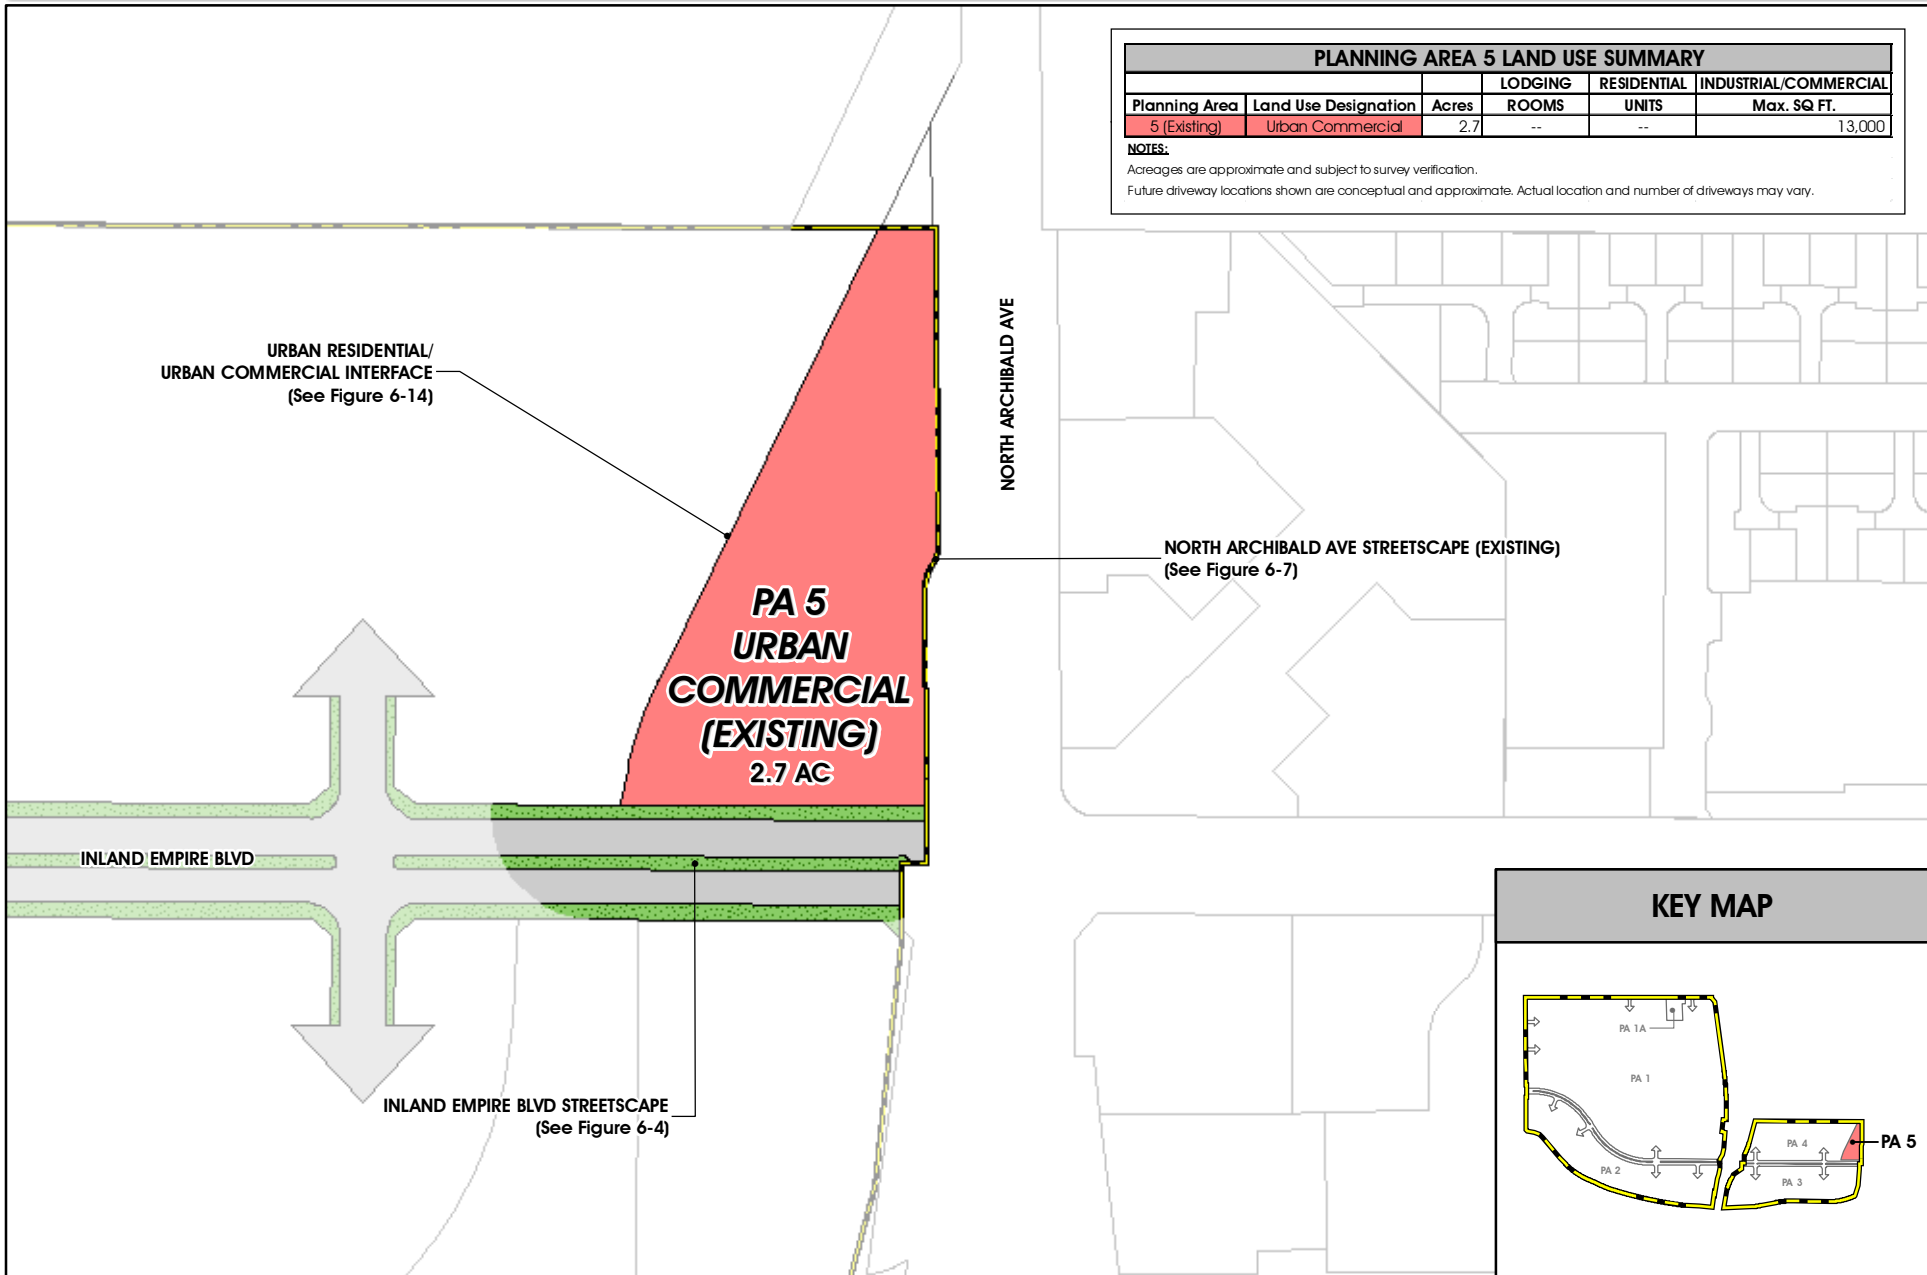 PLANNING AREA 5 LAND USE SUMMARY
LODGING RESIDENTIAL INDUSTRIAL/COMMERCIAL
Planning Area Land Use Designation Acres ROOMS UNITS Max. SQ FT.
5 (Existing) Urban Commercial 2.7 -- -- 13,000
NOTES:
Acreages are approximate and subject to survey verification.
Future driveway locations shown are conceptual and approximate. Actual location and number of driveways may vary.
NORTH ARCHIBALD AVE
URBAN RESIDENTIAL/
URBAN COMMERCIAL INTERFACE
(See Figure 6-14)
NORTH ARCHIBALD AVE STREETSCAPE (EXISTING)
(See Figure 6-7)
PA 5
URBAN
COMMERCIAL
(EXISTING)
2.7 AC
INLAND EMPIRE BLVD
INLAND EMPIRE BLVD STREETSCAPE
(See Figure 6-4)
KEY MAP
PA 1A
PA 1
PA 2
PA 4
PA 5
PA 3